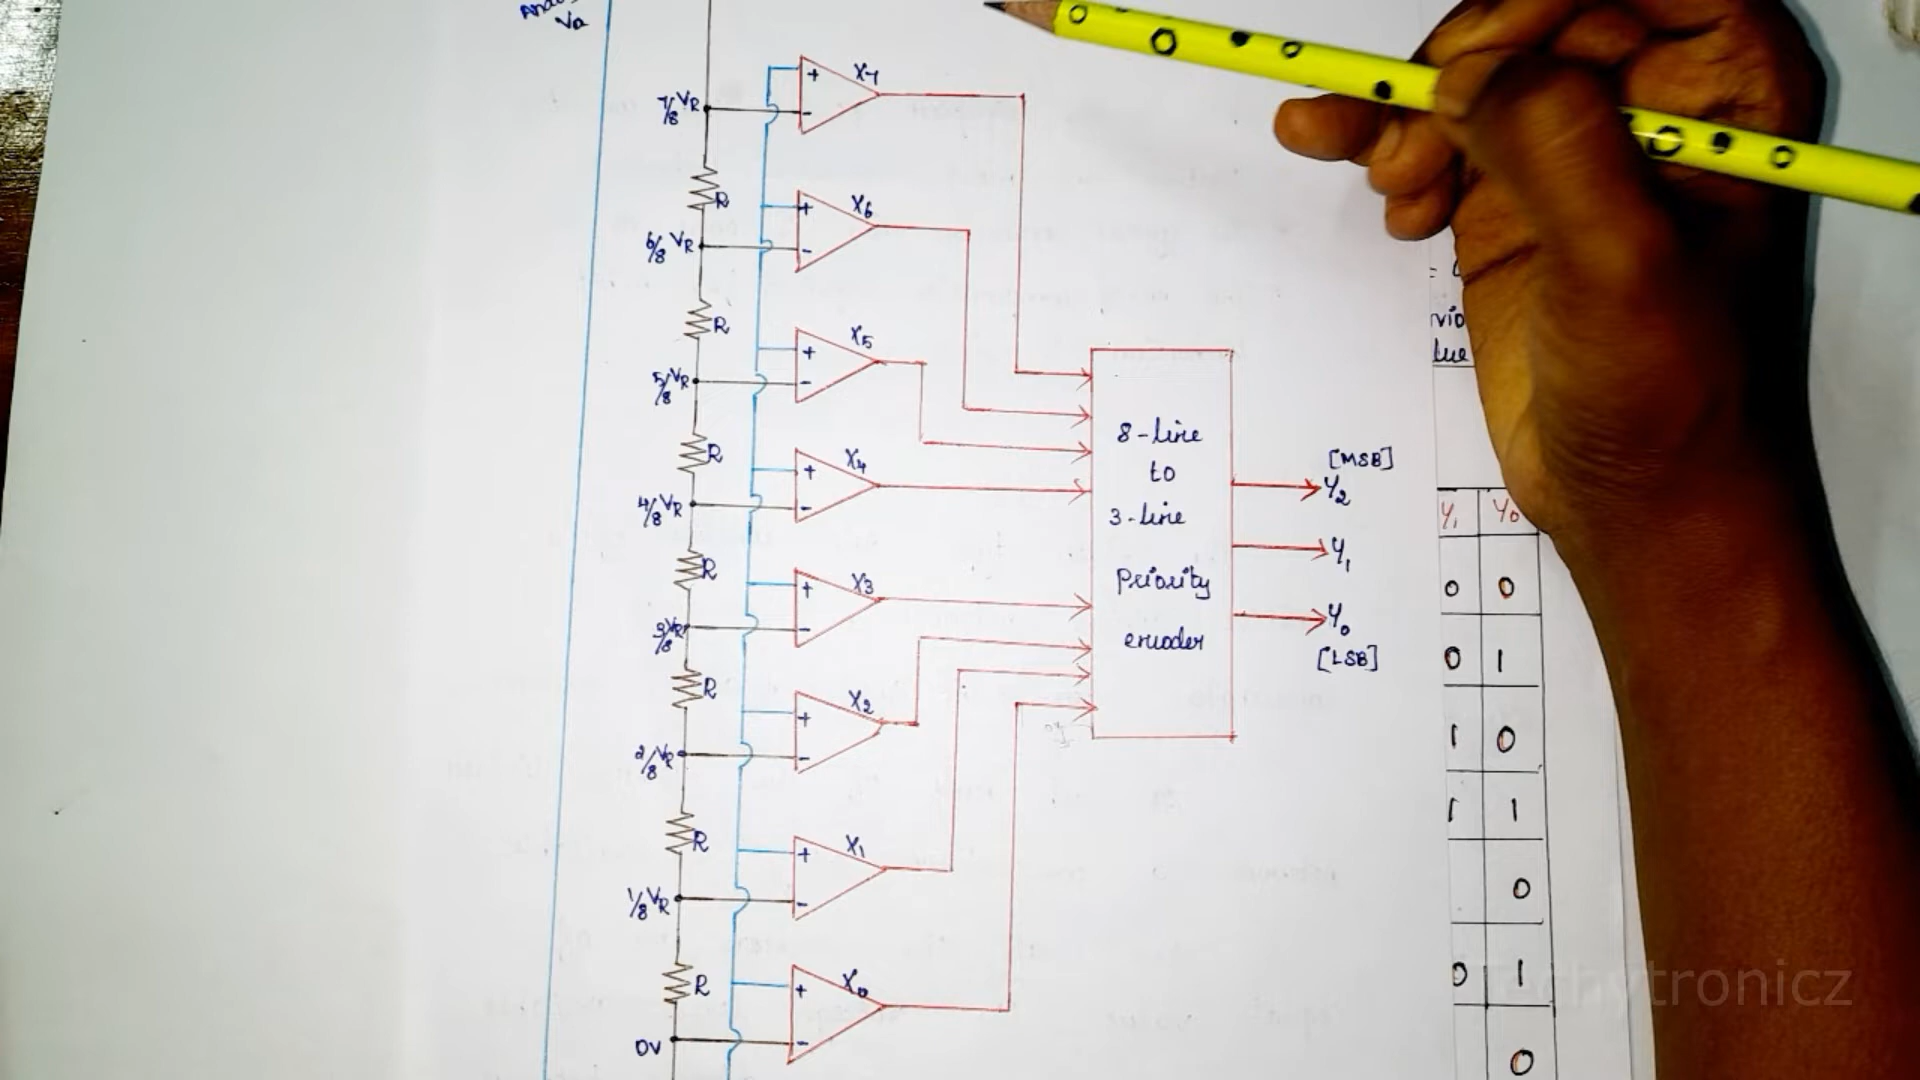 Va
7/8 VR
+
-
X7
R
6/8 VR
+
-
X6
R
5/8 VR
+
-
X5
R
4/8 VR
+
-
X4
R
3/8 VR
+
-
X3
R
2/8 VR
+
-
X2
R
1/8 VR
+
-
X1
R
0V
+
-
X0
8-line
to
3-line
Priority
encoder
[MSB]
Y2
Y1
Y0
[LSB]
Y1 Y0
0 0
0 1
1 0
1 1
0
0 1
0
Techytronicz